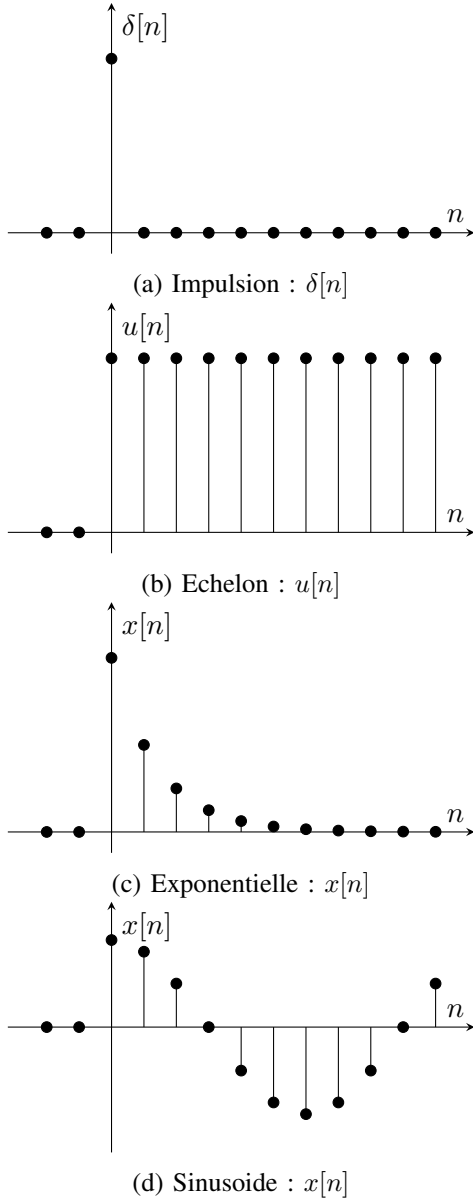 δ[n]
n
(a) Impulsion : δ[n]
u[n]
n
(b) Echelon : u[n]
x[n]
n
(c) Exponentielle : x[n]
x[n]
n
(d) Sinusoide : x[n]